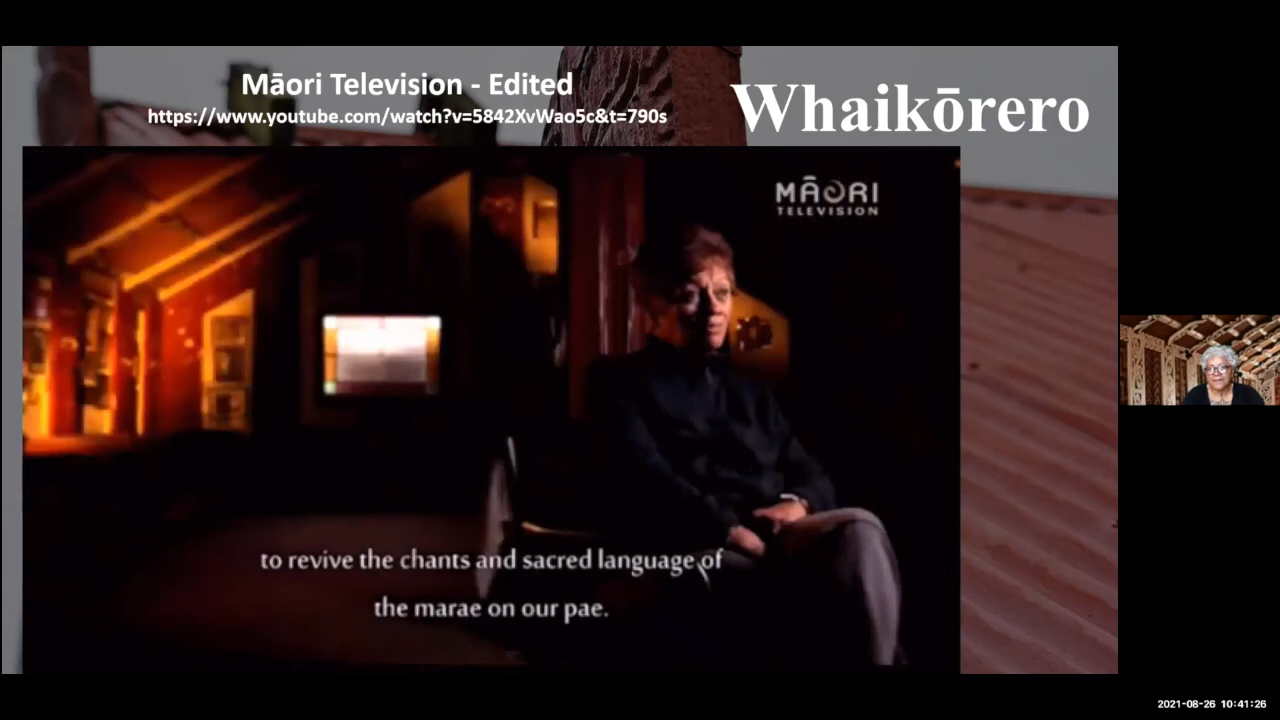 Māori Television - Edited
https://www.youtube.com/watch?v=5842XvWao5c&t=790s
Whaikōrero
MĀORI
TELEVISION
to revive the chants and sacred language of
the marae on our pae.
2021-08-26 10:41:26